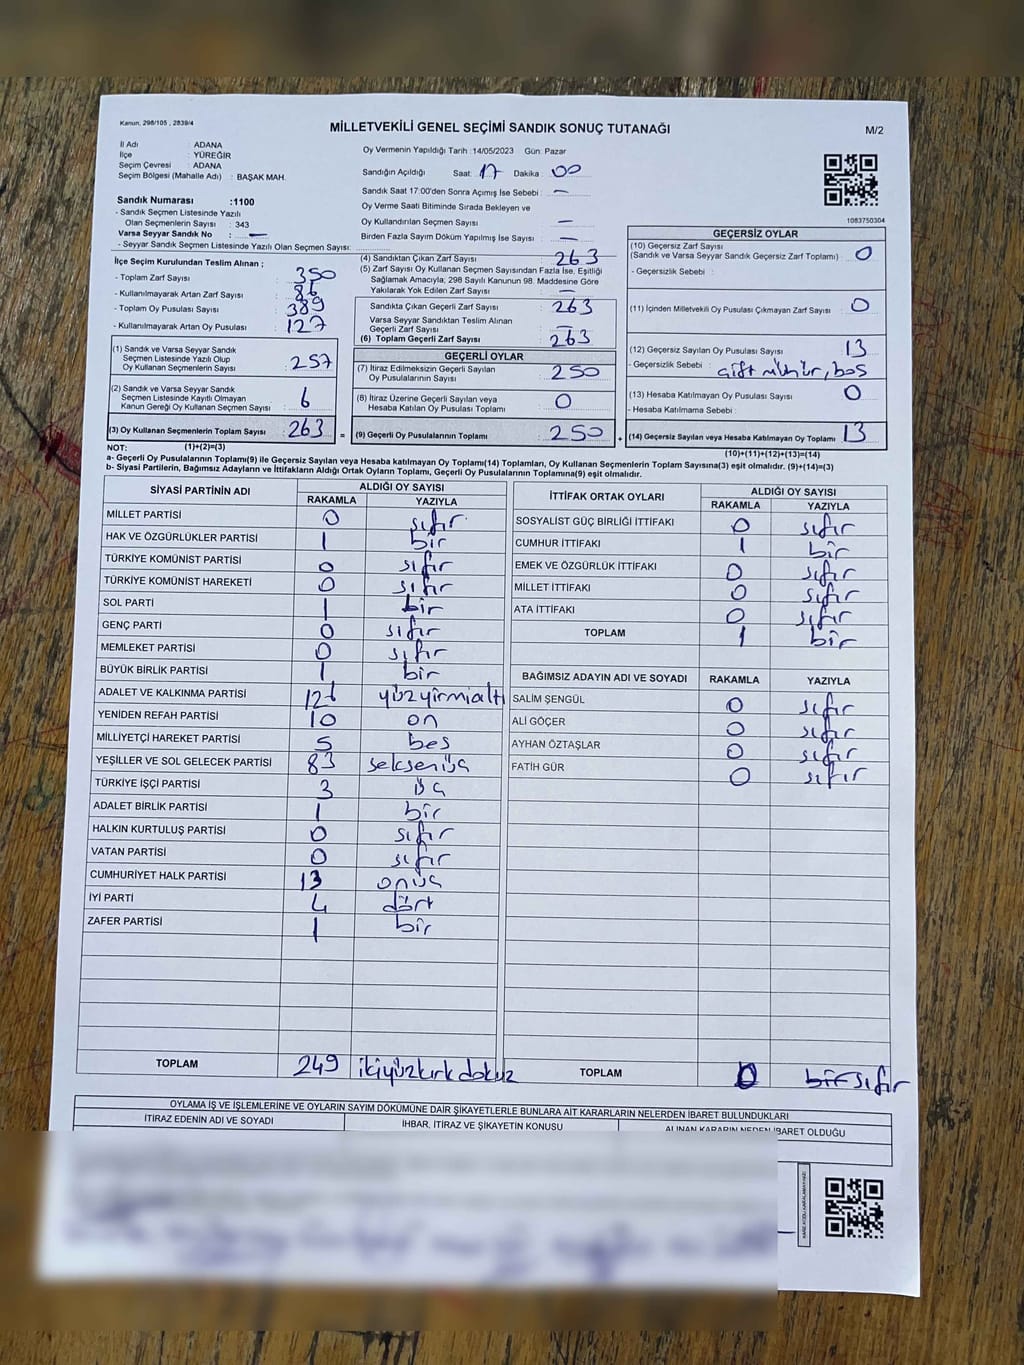 Kanun, 298/105 , 2839/4
MİLLETVEKİLİ GENEL SEÇİMİ SANDIK SONUÇ TUTANAĞI
M/2
İl Adı : ADANA
İlçe : YÜREĞİR
Seçim Çevresi : ADANA
Seçim Bölgesi (Mahalle Adı) : BAŞAK MAH.
Oy Vermenin Yapıldığı Tarih :14/05/2023 Gün: Pazar
Sandığın Açıldığı Saat: 17 Dakika : 00
Sandık Saat 17:00'den Sonra Açımış İse Sebebi : —
Oy Verme Saati Bitiminde Sırada Bekleyen ve
Oy Kullandırılan Seçmen Sayısı : —
Birden Fazla Sayım Döküm Yapılmış İse Sayısı : —
1083750304
Sandık Numarası :1100
- Sandık Seçmen Listesinde Yazılı
Olan Seçmenlerin Sayısı : 343
Varsa Seyyar Sandık No : —
- Seyyar Sandık Seçmen Listesinde Yazılı Olan Seçmen Sayısı:
İlçe Seçim Kurulundan Teslim Alınan ;
- Toplam Zarf Sayısı : 350
- Kullanılmayarak Artan Zarf Sayısı : 86
- Toplam Oy Pusulası Sayısı : 389
- Kullanılmayarak Artan Oy Pusulası : 127
(1) Sandık ve Varsa Seyyar Sandık
Seçmen Listesinde Yazılı Olup
Oy Kullanan Seçmenlerin Sayısı : 257
(2) Sandık ve Varsa Seyyar Sandık
Seçmen Listesinde Kayıtlı Olmayan
Kanun Gereği Oy Kullanan Seçmen Sayısı : 6
(3) Oy Kullanan Seçmenlerin Toplam Sayısı : 263
(1)+(2)=(3)
(4) Sandıktan Çıkan Zarf Sayısı : 263
(5) Zarf Sayısı Oy Kullanan Seçmen Sayısından Fazla İse, Eşitliği
Sağlamak Amacıyla; 298 Sayılı Kanunun 98. Maddesine Göre
Yakılarak Yok Edilen Zarf Sayısı : —
Sandıkta Çıkan Geçerli Zarf Sayısı : 263
Varsa Seyyar Sandıktan Teslim Alınan
Geçerli Zarf Sayısı : —
(6) Toplam Geçerli Zarf Sayısı : 263
GEÇERLİ OYLAR
(7) İtiraz Edilmeksizin Geçerli Sayılan
Oy Pusulalarının Sayısı : 250
(8) İtiraz Üzerine Geçerli Sayılan veya
Hesaba Katılan Oy Pusulası Toplamı : 0
= (9) Geçerli Oy Pusulalarının Toplamı : 250 +
GEÇERSİZ OYLAR
(10) Geçersiz Zarf Sayısı
(Sandık ve Varsa Seyyar Sandık Geçersiz Zarf Toplamı) : 0
- Geçersizlik Sebebi :
(11) İçinden Milletvekili Oy Pusulası Çıkmayan Zarf Sayısı : 0
(12) Geçersiz Sayılan Oy Pusulası Sayısı : 13
- Geçersizlik Sebebi : çift mühür, boş
(13) Hesaba Katılmayan Oy Pusulası Sayısı : 0
- Hesaba Katılmama Sebebi :
(14) Geçersiz Sayılan veya Hesaba Katılmayan Oy Toplamı : 13
(10)+(11)+(12)+(13)=(14)
NOT:
a- Geçerli Oy Pusulalarının Toplamı(9) ile Geçersiz Sayılan veya Hesaba katılmayan Oy Toplamı(14) Toplamları, Oy Kullanan Seçmenlerin Toplam Sayısına(3) eşit olmalıdır. (9)+(14)=(3)
b- Siyasi Partilerin, Bağımsız Adayların ve İttifakların Aldığı Ortak Oyların Toplamı, Geçerli Oy Pusulalarının Toplamına(9) eşit olmalıdır.
SİYASİ PARTİNİN ADI ALDIĞI OY SAYISI
RAKAMLA YAZIYLA
MİLLET PARTİSİ 0 sıfır
HAK VE ÖZGÜRLÜKLER PARTİSİ 1 bir
TÜRKİYE KOMÜNİST PARTİSİ 0 sıfır
TÜRKİYE KOMÜNİST HAREKETİ 0 sıfır
SOL PARTİ 1 bir
GENÇ PARTİ 0 sıfır
MEMLEKET PARTİSİ 0 sıfır
BÜYÜK BİRLİK PARTİSİ 1 bir
ADALET VE KALKINMA PARTİSİ 126 yüzyirmialtı
YENİDEN REFAH PARTİSİ 10 on
MİLLİYETÇİ HAREKET PARTİSİ 5 beş
YEŞİLLER VE SOL GELECEK PARTİSİ 83 seksenüç
TÜRKİYE İŞÇİ PARTİSİ 3 üç
ADALET BİRLİK PARTİSİ 1 bir
HALKIN KURTULUŞ PARTİSİ 0 sıfır
VATAN PARTİSİ 0 sıfır
CUMHURİYET HALK PARTİSİ 13 onüç
İYİ PARTİ 4 dört
ZAFER PARTİSİ 1 bir
TOPLAM 249 ikiyüzkırkdokuz
İTTİFAK ORTAK OYLARI ALDIĞI OY SAYISI
RAKAMLA YAZIYLA
SOSYALİST GÜÇ BİRLİĞİ İTTİFAKI 0 sıfır
CUMHUR İTTİFAKI 1 bir
EMEK VE ÖZGÜRLÜK İTTİFAKI 0 sıfır
MİLLET İTTİFAKI 0 sıfır
ATA İTTİFAKI 0 sıfır
TOPLAM 1 bir
BAĞIMSIZ ADAYIN ADI VE SOYADI RAKAMLA YAZIYLA
SALİM ŞENGÜL 0 sıfır
ALİ GÖÇER 0 sıfır
AYHAN ÖZTAŞLAR 0 sıfır
FATİH GÜR 0 sıfır
TOPLAM 0 bir sıfır
OYLAMA İŞ VE İŞLEMLERİNE VE OYLARIN SAYIM DÖKÜMÜNE DAİR ŞİKAYETLERLE BUNLARA AİT KARARLARIN NELERDEN İBARET BULUNDUKLARI
İTİRAZ EDENİN ADI VE SOYADI İHBAR, İTİRAZ VE ŞİKAYETİN KONUSU ALINAN KARARIN NEDEN İBARET OLDUĞU